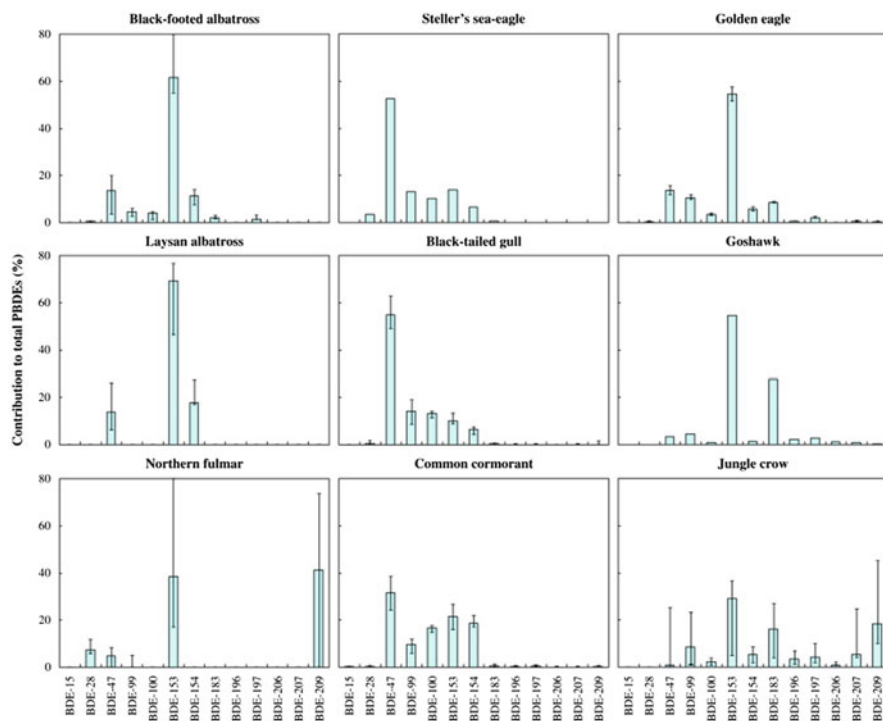 Black-footed albatross
Steller's sea-eagle
Golden eagle
80
60
40
20
0
Laysan albatross
Black-tailed gull
Goshawk
80
60
40
20
0
Northern fulmar
Common cormorant
Jungle crow
80
60
40
20
0
Contribution to total PBDEs (%)
BDE-15
BDE-28
BDE-47
BDE-99
BDE-100
BDE-153
BDE-154
BDE-183
BDE-196
BDE-197
BDE-206
BDE-207
BDE-209
BDE-15
BDE-28
BDE-47
BDE-99
BDE-100
BDE-153
BDE-154
BDE-183
BDE-196
BDE-197
BDE-206
BDE-207
BDE-209
BDE-15
BDE-28
BDE-47
BDE-99
BDE-100
BDE-153
BDE-154
BDE-183
BDE-196
BDE-197
BDE-206
BDE-207
BDE-209